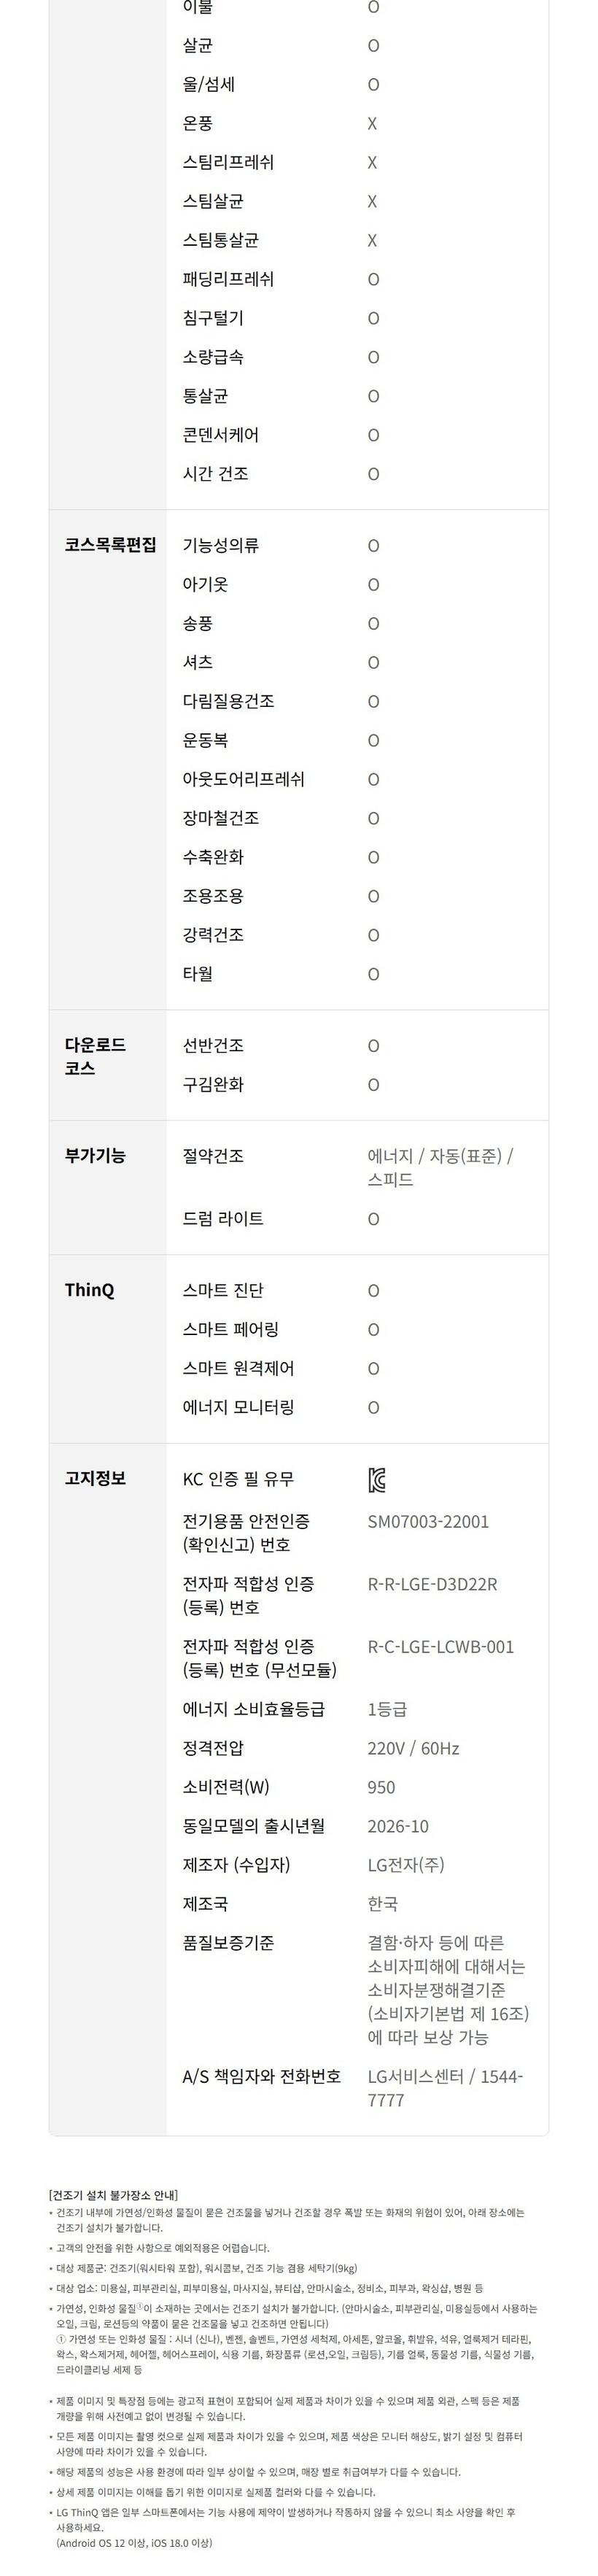 이불 O
살균 O
울/섬세 O
온풍 X
스팀리프레쉬 X
스팀살균 X
스팀통살균 X
패딩리프레쉬 O
침구털기 O
소량급속 O
통살균 O
콘덴서케어 O
시간 건조 O
코스목록편집 기능성의류 O
아기옷 O
송풍 O
셔츠 O
다림질용건조 O
운동복 O
아웃도어리프레쉬 O
장마철건조 O
수축완화 O
조용조용 O
강력건조 O
타월 O
다운로드
코스
선반건조 O
구김완화 O
부가기능 절약건조 에너지 / 자동(표준) /
스피드
드럼 라이트 O
ThinQ 스마트 진단 O
스마트 페어링 O
스마트 원격제어 O
에너지 모니터링 O
고지정보 KC 인증 필 유무 KC
전기용품 안전인증
(확인신고) 번호
SM07003-22001
전자파 적합성 인증
(등록) 번호
R-R-LGE-D3D22R
전자파 적합성 인증
(등록) 번호 (무선모듈)
R-C-LGE-LCWB-001
에너지 소비효율등급 1등급
정격전압 220V / 60Hz
소비전력(W) 950
동일모델의 출시년월 2026-10
제조자 (수입자) LG전자(주)
제조국 한국
품질보증기준 결함·하자 등에 따른
소비자피해에 대해서는
소비자분쟁해결기준
(소비자기본법 제 16조)
에 따라 보상 가능
A/S 책임자와 전화번호 LG서비스센터 / 1544-
7777
[건조기 설치 불가장소 안내]
• 건조기 내부에 가연성/인화성 물질이 묻은 건조물을 넣거나 건조할 경우 폭발 또는 화재의 위험이 있어, 아래 장소에는
건조기 설치가 불가합니다.
• 고객의 안전을 위한 사항으로 예외적용은 어렵습니다.
• 대상 제품군: 건조기(워시타워 포함), 워시콤보, 건조 기능 겸용 세탁기(9kg)
• 대상 업소: 미용실, 피부관리실, 피부미용실, 마사지실, 뷰티샵, 안마시술소, 정비소, 피부과, 왁싱샵, 병원 등
• 가연성, 인화성 물질①이 소재하는 곳에서는 건조기 설치가 불가합니다. (안마시술소, 피부관리실, 미용실등에서 사용하는
오일, 크림, 로션등의 약품이 묻은 건조물을 넣고 건조하면 안됩니다)
① 가연성 또는 인화성 물질 : 시너 (신나), 벤젠, 솔벤트, 가연성 세척제, 아세톤, 알코올, 휘발유, 석유, 얼룩제거 테라핀,
왁스, 왁스제거제, 헤어젤, 헤어스프레이, 식용 기름, 화장품류 (로션,오일, 크림등), 기름 얼룩, 동물성 기름, 식물성 기름,
드라이클리닝 세제 등
• 제품 이미지 및 특장점 등에는 광고적 표현이 포함되어 실제 제품과 차이가 있을 수 있으며 제품 외관, 스펙 등은 제품
개량을 위해 사전예고 없이 변경될 수 있습니다.
• 모든 제품 이미지는 촬영 컷으로 실제 제품과 차이가 있을 수 있으며, 제품 색상은 모니터 해상도, 밝기 설정 및 컴퓨터
사양에 따라 차이가 있을 수 있습니다.
• 해당 제품의 성능은 사용 환경에 따라 일부 상이할 수 있으며, 매장 별로 취급여부가 다를 수 있습니다.
• 상세 제품 이미지는 이해를 돕기 위한 이미지로 실제품 컬러와 다를 수 있습니다.
• LG ThinQ 앱은 일부 스마트폰에서는 기능 사용에 제약이 발생하거나 작동하지 않을 수 있으니 최소 사양을 확인 후
사용하세요.
(Android OS 12 이상, iOS 18.0 이상)